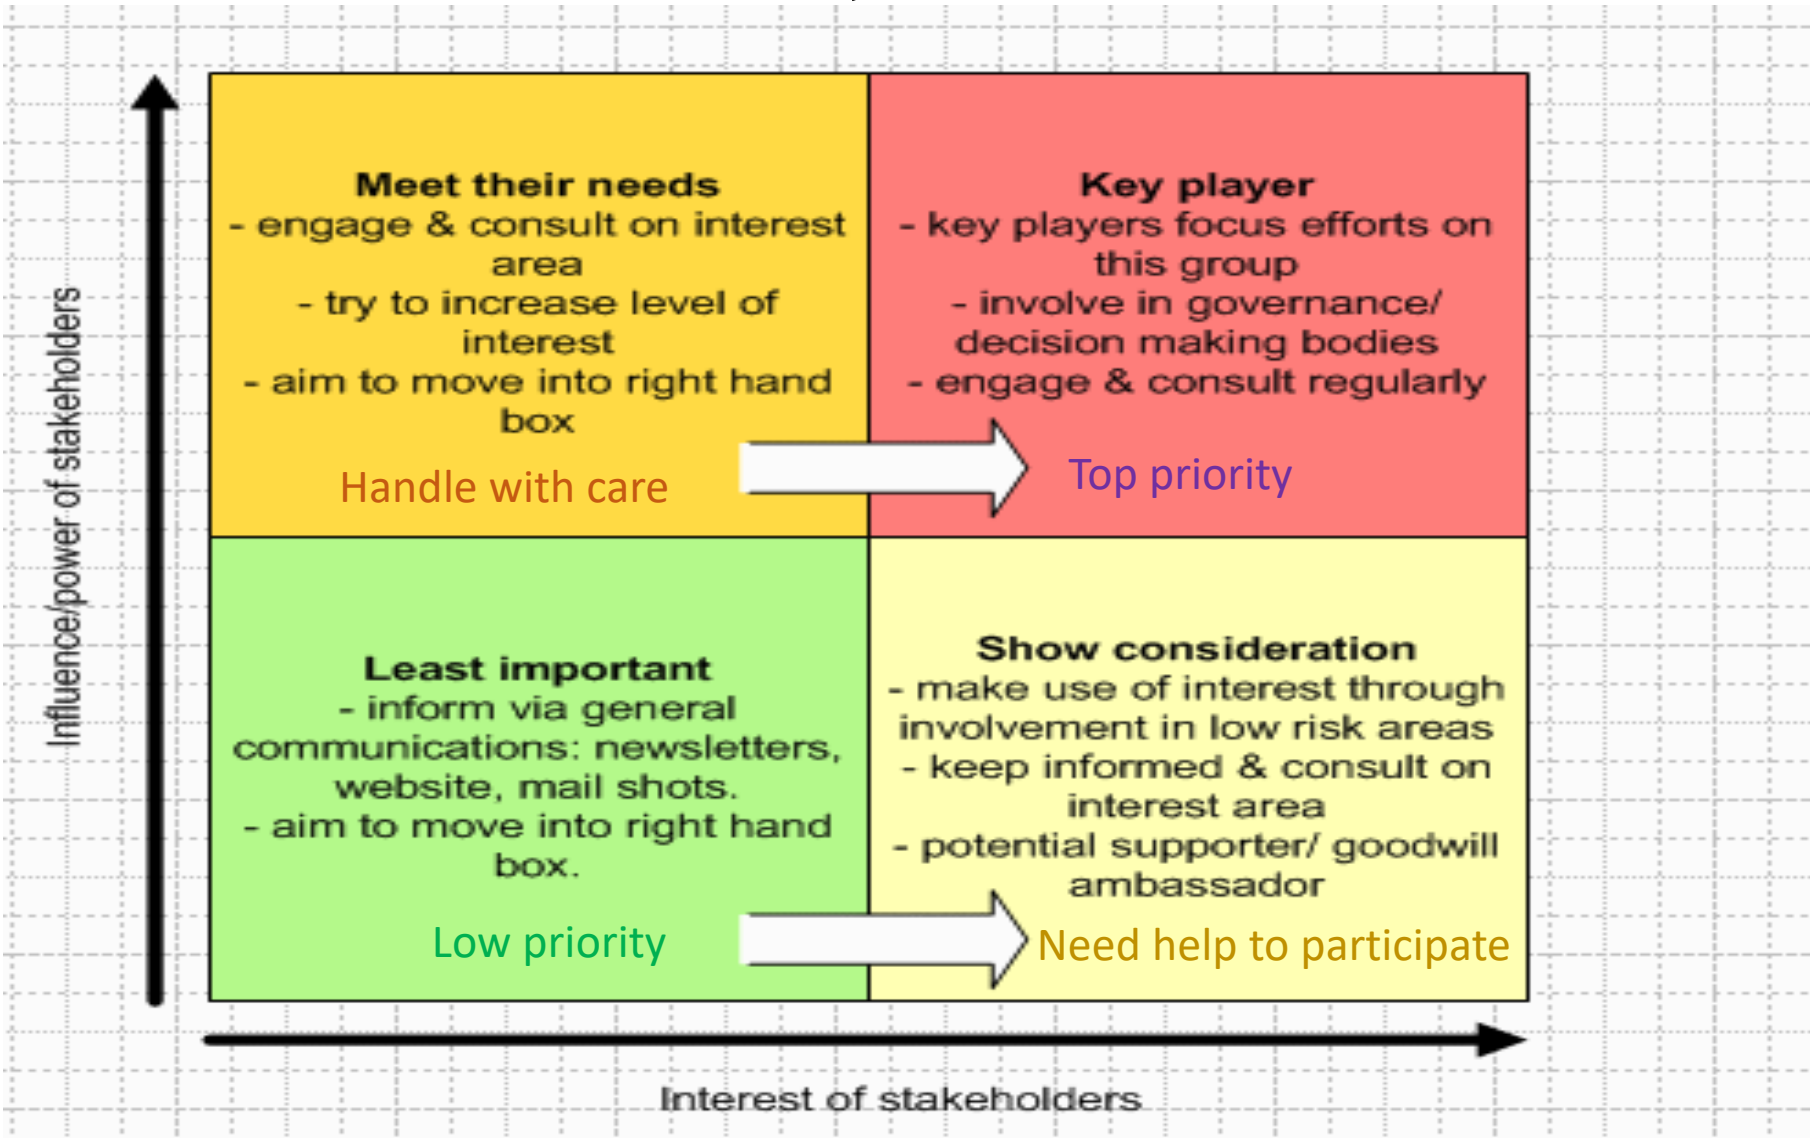 Influence/power of stakeholders
Meet their needs
- engage & consult on interest
area
- try to increase level of
interest
- aim to move into right hand
box
Handle with care
Key player
- key players focus efforts on
this group
- involve in governance/
decision making bodies
- engage & consult regularly
Top priority
Least important
- inform via general
communications: newsletters,
website, mail shots.
- aim to move into right hand
box.
Low priority
Show consideration
- make use of interest through
involvement in low risk areas
- keep informed & consult on
interest area
- potential supporter/ goodwill
ambassador
Need help to participate
Interest of stakeholders